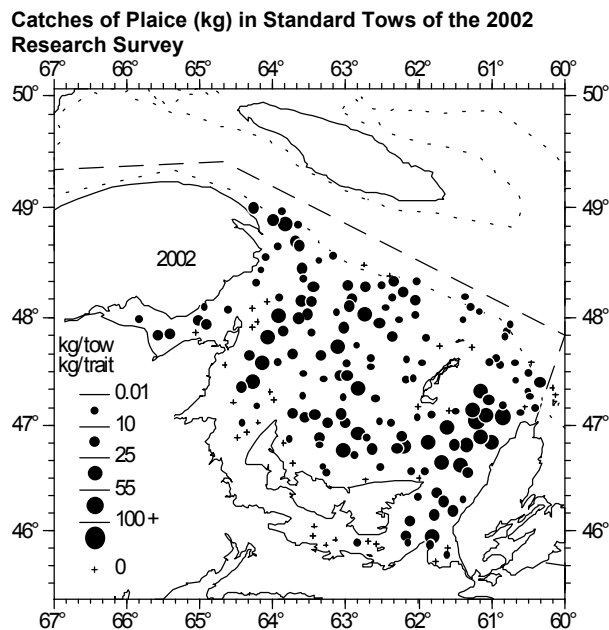 Catches of Plaice (kg) in Standard Tows of the 2002
Research Survey
67° 66° 65° 64° 63° 62° 61° 60°
50° 50°
49° 49°
2002
48° 48°
kg/tow
kg/trait
0.01
10
47° 47°
25
55
100+
46° 46°
0
67° 66° 65° 64° 63° 62° 61° 60°